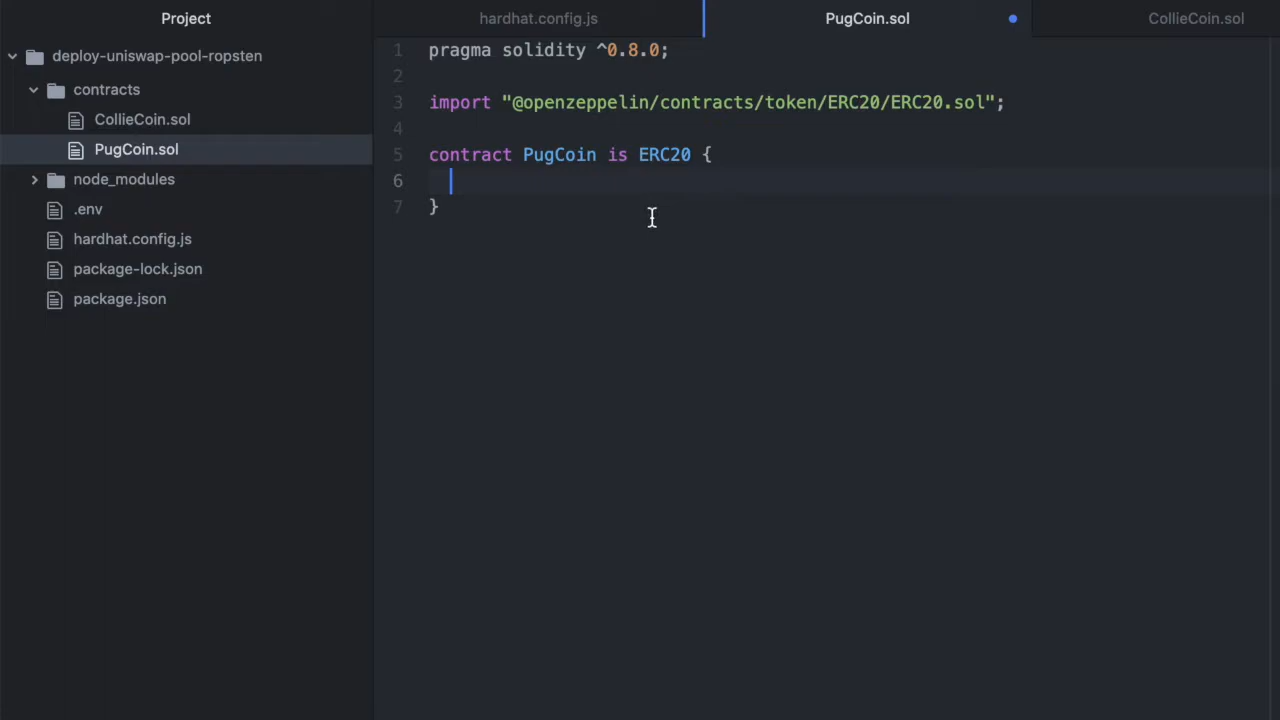 Project
deploy-uniswap-pool-ropsten
contracts
CollieCoin.sol
PugCoin.sol
node_modules
.env
hardhat.config.js
package-lock.json
package.json
hardhat.config.js
PugCoin.sol
CollieCoin.sol
1 pragma solidity ^0.8.0;
2
3 import "@openzeppelin/contracts/token/ERC20/ERC20.sol";
4
5 contract PugCoin is ERC20 {
6
7 }